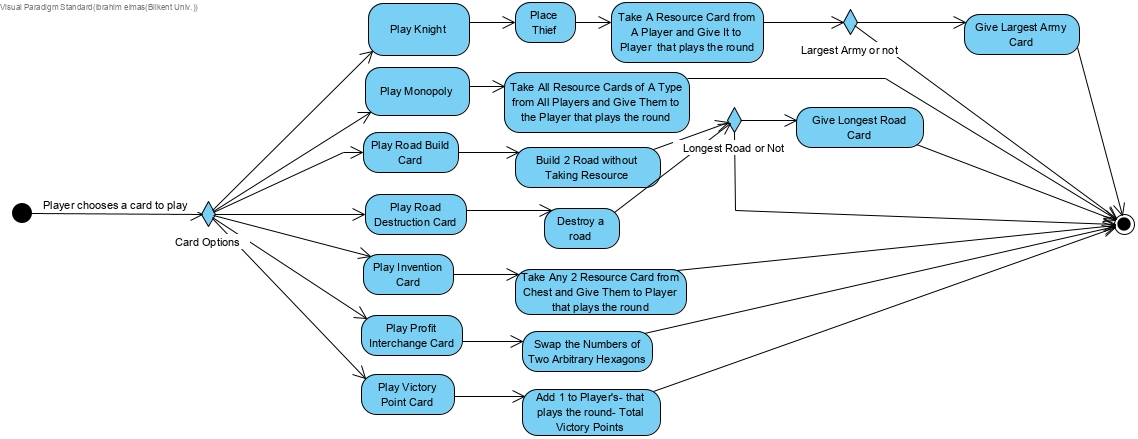 Visual Paradigm Standard(ibrahim elmas(Bilkent Univ.))
Play Knight
Place
Thief
Take A Resource Card from
A Player and Give It to
Player that plays the round
Largest Army or not
Give Largest Army
Card
Play Monopoly
Take All Resource Cards of A Type
from All Players and Give Them to
the Player that plays the round
Play Road Build
Card
Build 2 Road without
Taking Resource
Longest Road or Not
Give Longest Road
Card
Player chooses a card to play
Card Options
Play Road
Destruction Card
Destroy a
road
Play Invention
Card
Take Any 2 Resource Card from
Chest and Give Them to Player
that plays the round
Play Profit
Interchange Card
Swap the Numbers of
Two Arbitrary Hexagons
Play Victory
Point Card
Add 1 to Player's- that
plays the round- Total
Victory Points